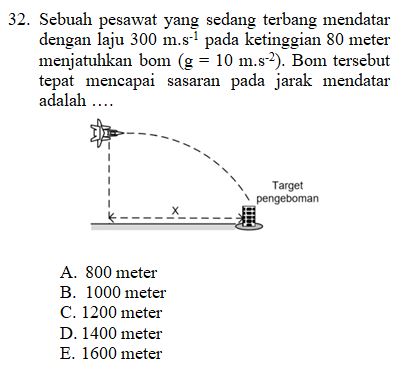 32. Sebuah pesawat yang sedang terbang mendatar
dengan laju 300 m.s⁻¹ pada ketinggian 80 meter
menjatuhkan bom (g = 10 m.s⁻²). Bom tersebut
tepat mencapai sasaran pada jarak mendatar
adalah ….
Target
pengeboman
X
A. 800 meter
B. 1000 meter
C. 1200 meter
D. 1400 meter
E. 1600 meter